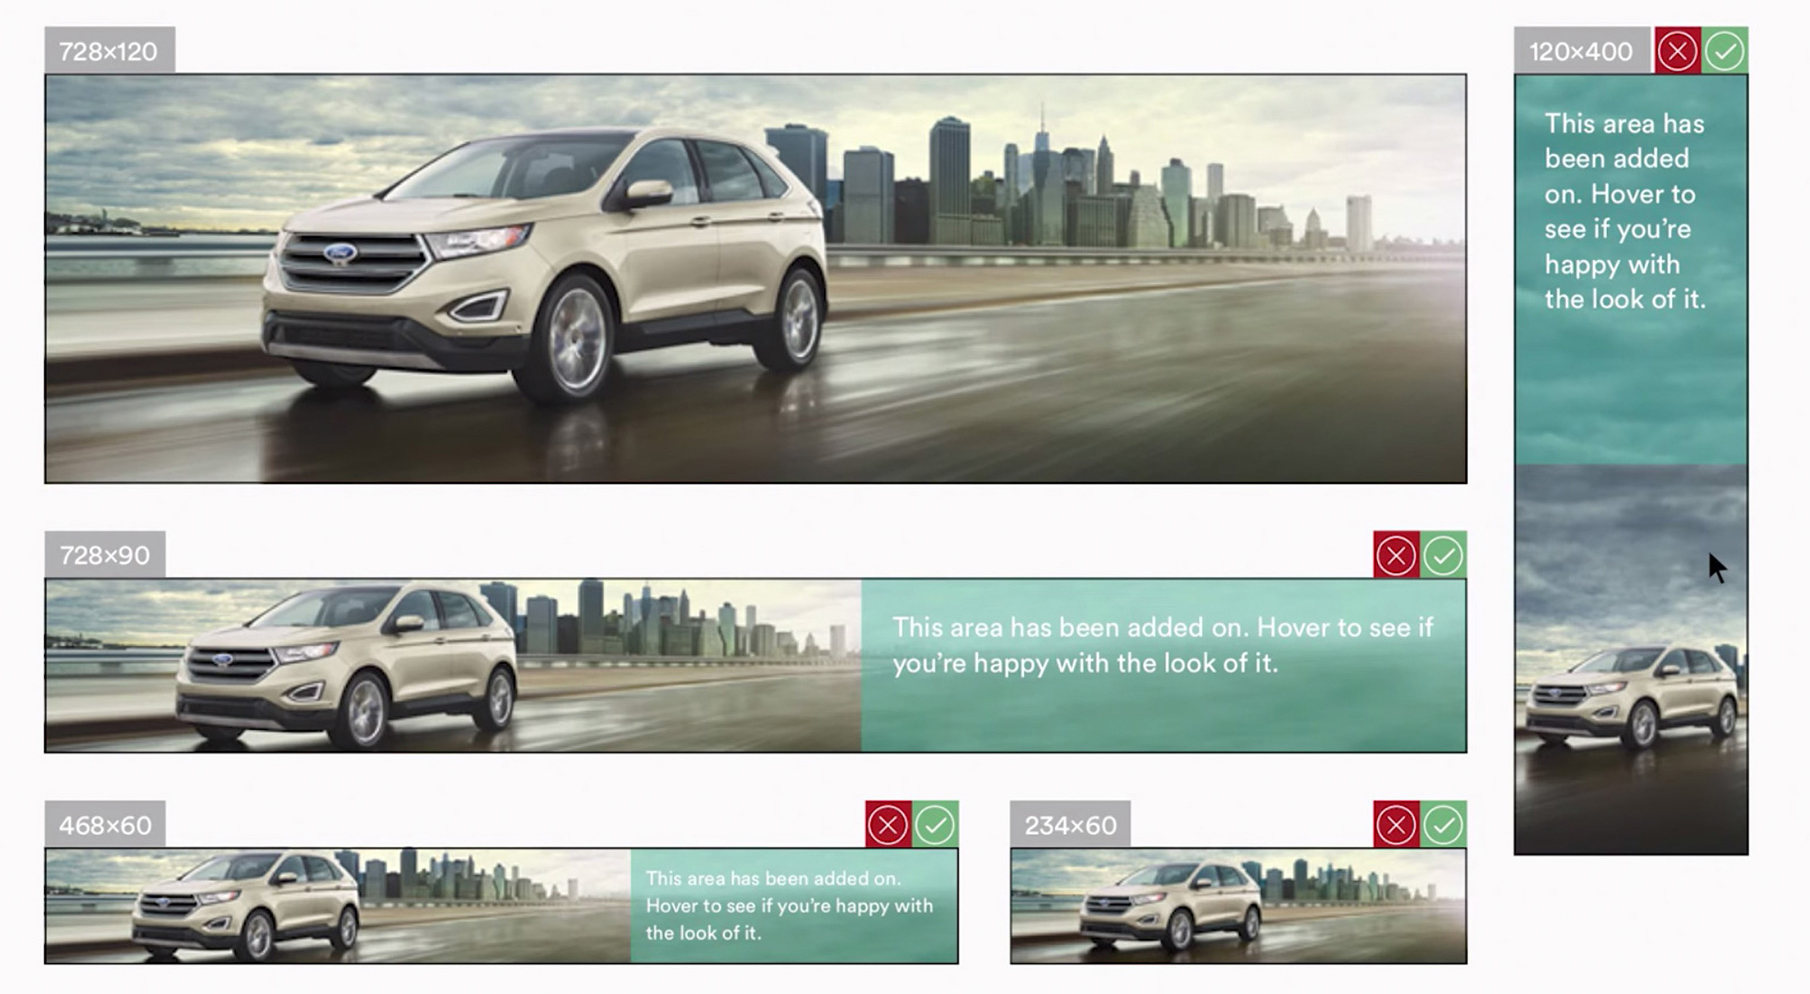 728×120
120×400
This area has
been added
on. Hover to
see if you're
happy with
the look of it.
728×90
This area has been added on. Hover to see if
you're happy with the look of it.
468×60
This area has been added on.
Hover to see if you're happy with
the look of it.
234×60
Ford